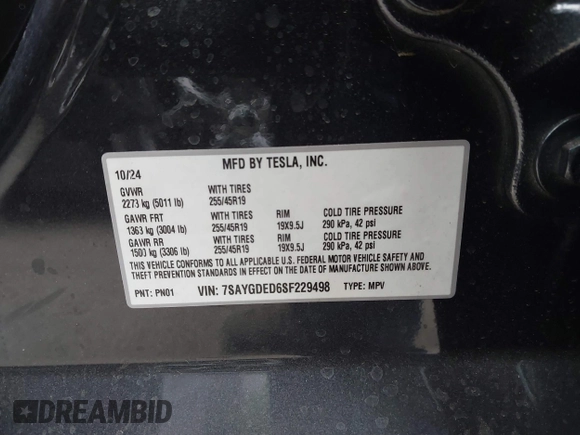 MFD BY TESLA, INC.
10/24
GVWR WITH TIRES
2273 kg (5011 lb) 255/45R19
GAWR FRT WITH TIRES RIM COLD TIRE PRESSURE
1363 kg (3004 lb) 255/45R19 19X9.5J 290 kPa, 42 psi
GAWR RR WITH TIRES RIM COLD TIRE PRESSURE
1500 kg (3306 lb) 255/45R19 19X9.5J 290 kPa, 42 psi
THIS VEHICLE CONFORMS TO ALL APPLICABLE U.S. FEDERAL MOTOR VEHICLE SAFETY AND
THEFT PREVENTION STANDARDS IN EFFECT ON THE DATE OF MANUFACTURE SHOWN ABOVE.
PNT: PN01 VIN: 7SAYGDED6SF229498 TYPE: MPV
DREAMBID